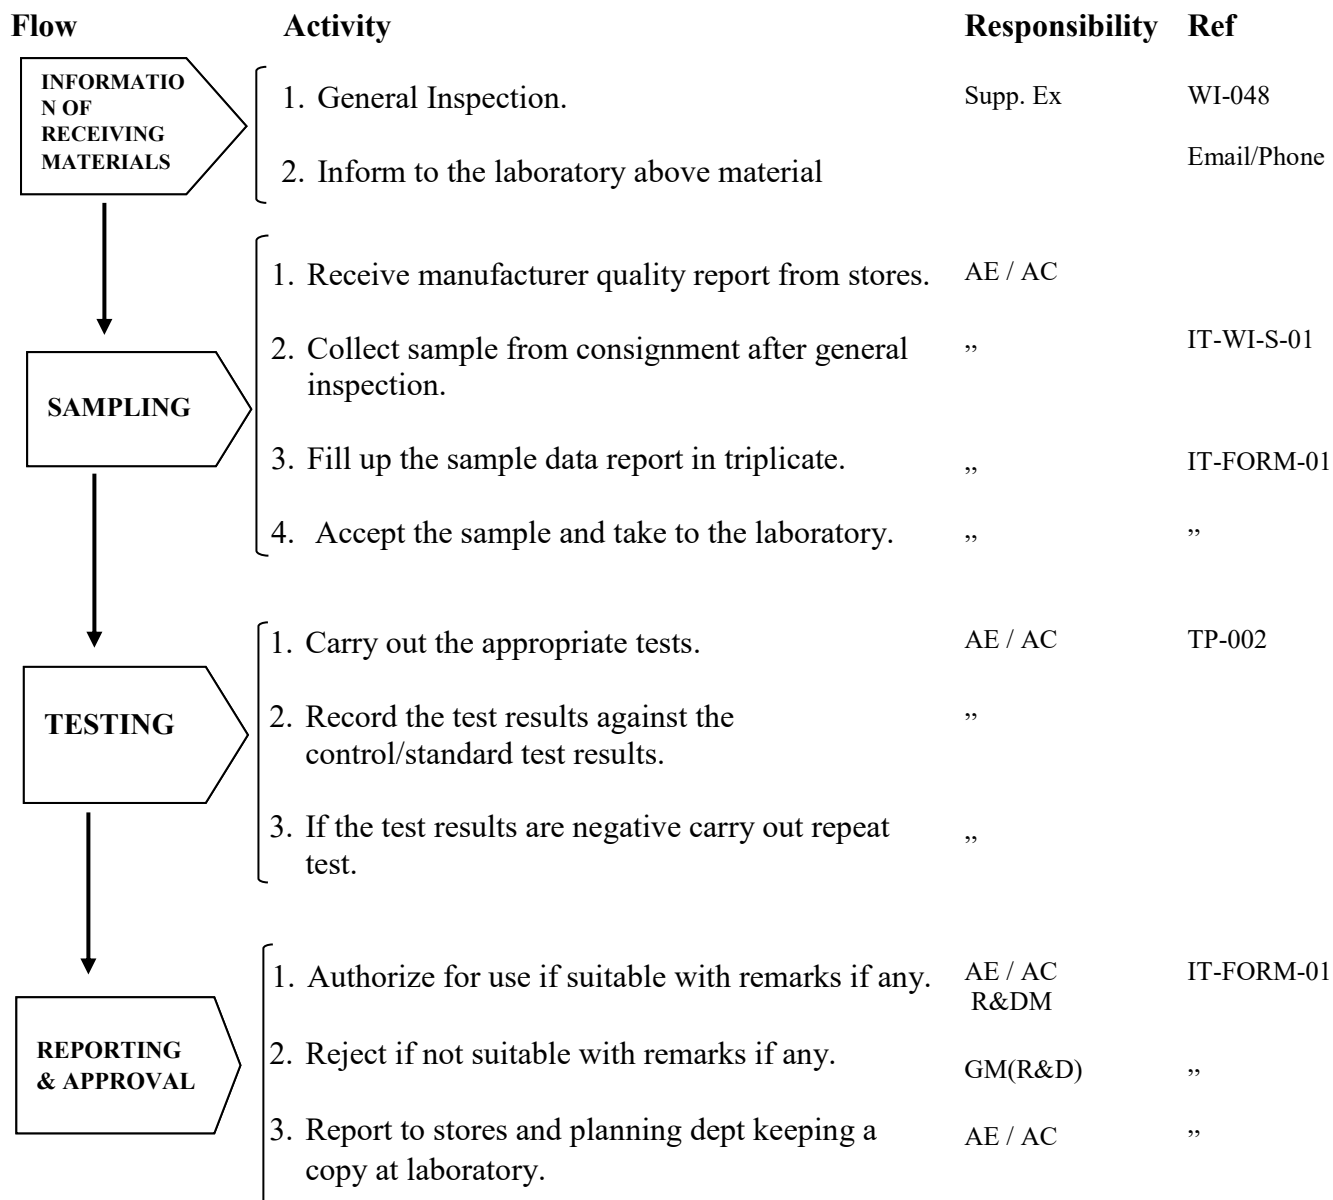 Flow Activity Responsibility Ref
INFORMATIO
N OF
RECEIVING
MATERIALS
1. General Inspection. Supp. Ex WI-048
2. Inform to the laboratory above material Email/Phone
SAMPLING
1. Receive manufacturer quality report from stores. AE / AC
2. Collect sample from consignment after general ,, IT-WI-S-01
inspection.
3. Fill up the sample data report in triplicate. ,, IT-FORM-01
4. Accept the sample and take to the laboratory. ,, ,,
TESTING
1. Carry out the appropriate tests. AE / AC TP-002
2. Record the test results against the ,,
control/standard test results.
3. If the test results are negative carry out repeat ,,
test.
REPORTING
& APPROVAL
1. Authorize for use if suitable with remarks if any. AE / AC IT-FORM-01
R&DM
2. Reject if not suitable with remarks if any. GM(R&D) ,,
3. Report to stores and planning dept keeping a AE / AC ,,
copy at laboratory.